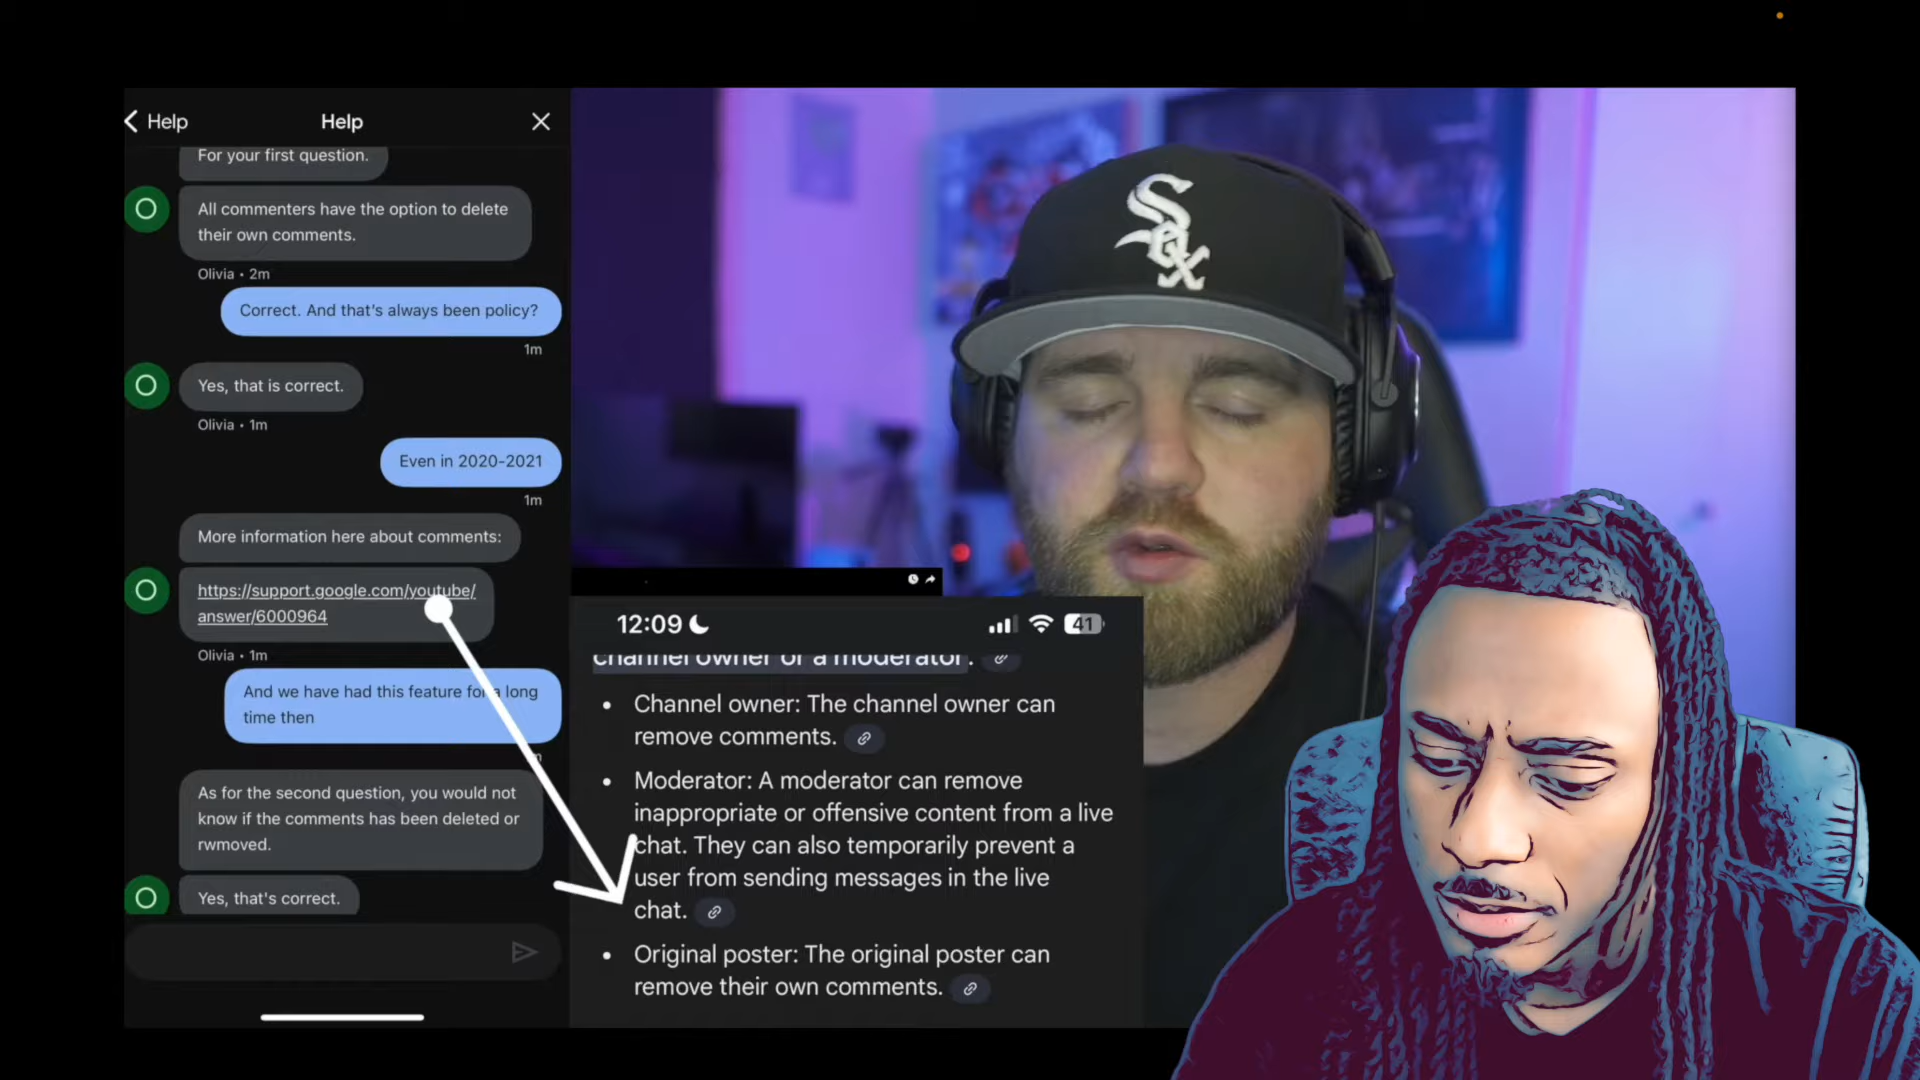 Help
Help
For your first question.
All commenters have the option to delete
their own comments.
Olivia • 2m
Correct. And that's always been policy?
1m
Yes, that is correct.
Olivia • 1m
Even in 2020-2021
1m
More information here about comments:
https://support.google.com/youtube/
answer/6000964
Olivia • 1m
And we have had this feature for a long
time then
As for the second question, you would not
know if the comments has been deleted or
rwmoved.
Yes, that's correct.
SOX
12:09
41
channel owner or a moderator.
• Channel owner: The channel owner can
remove comments.
• Moderator: A moderator can remove
inappropriate or offensive content from a live
chat. They can also temporarily prevent a
user from sending messages in the live
chat.
• Original poster: The original poster can
remove their own comments.